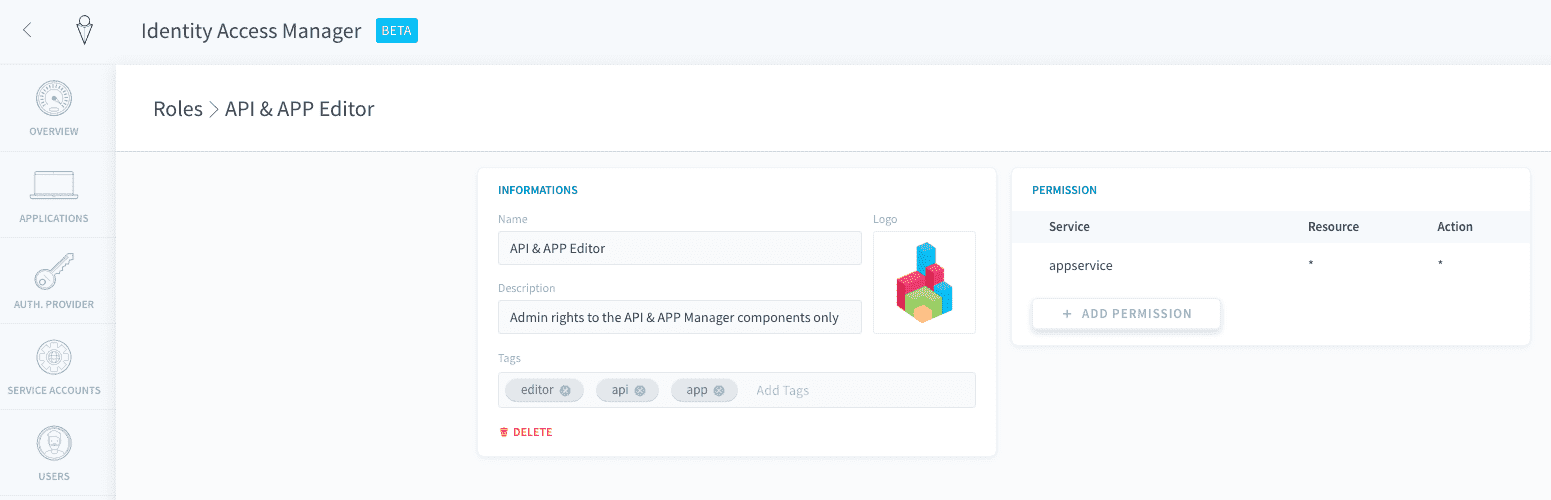 Identity Access Manager BETA
Roles > API & APP Editor
OVERVIEW
APPLICATIONS
AUTH. PROVIDER
SERVICE ACCOUNTS
USERS
INFORMATIONS
Name
Logo
API & APP Editor
Description
Admin rights to the API & APP Manager components only
Tags
editor api app Add Tags
DELETE
PERMISSION
Service Resource Action
appservice * *
+ ADD PERMISSION